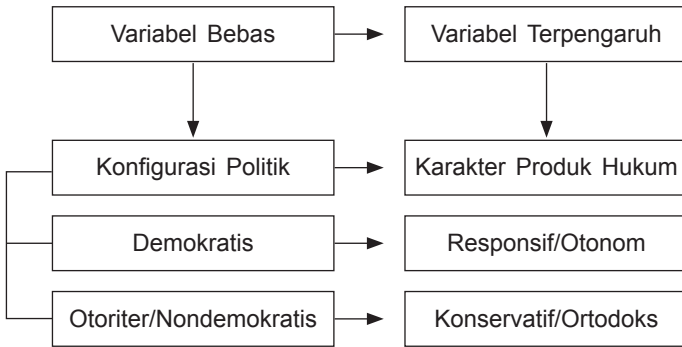 Variabel Bebas
Variabel Terpengaruh
Konfigurasi Politik
Karakter Produk Hukum
Demokratis
Responsif/Otonom
Otoriter/Nondemokratis
Konservatif/Ortodoks